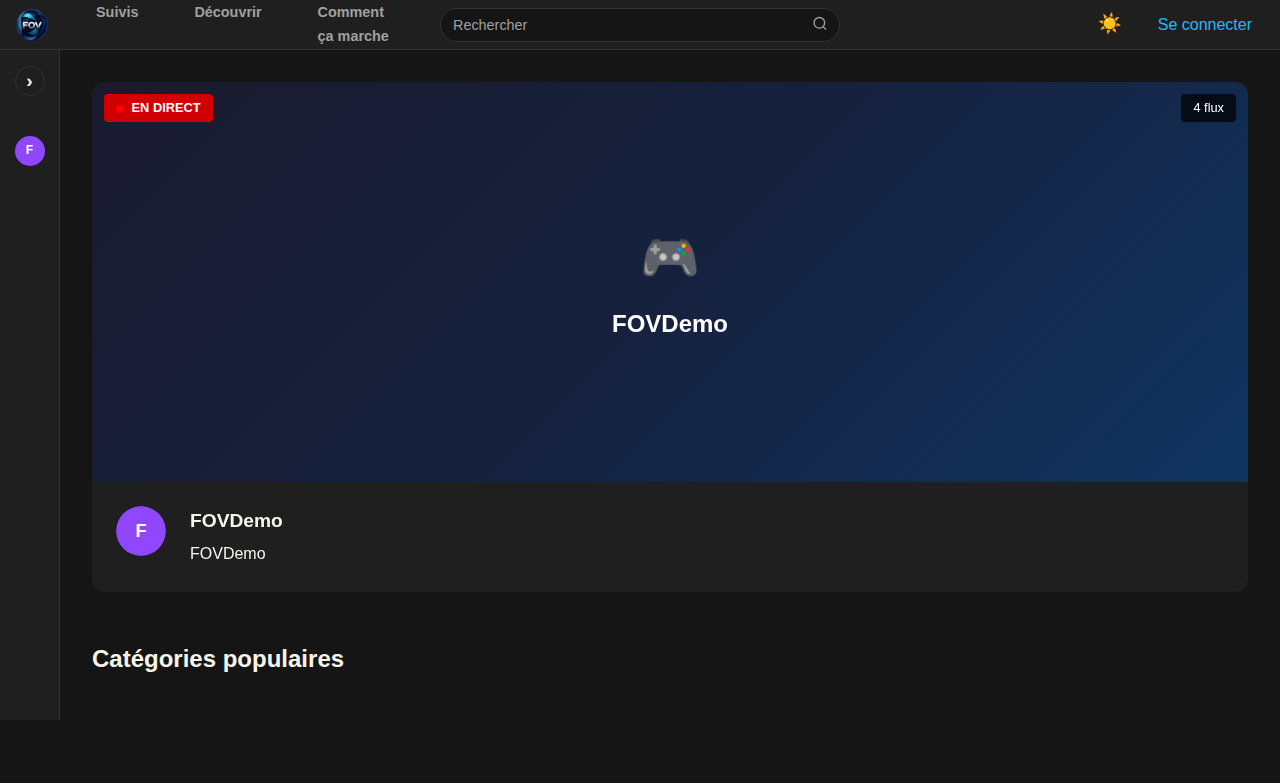 FOV
Suivis
Découvrir
Comment
ça marche
Rechercher
Se connecter
›
F
EN DIRECT
4 flux
FOVDemo
F
FOVDemo
FOVDemo
Catégories populaires